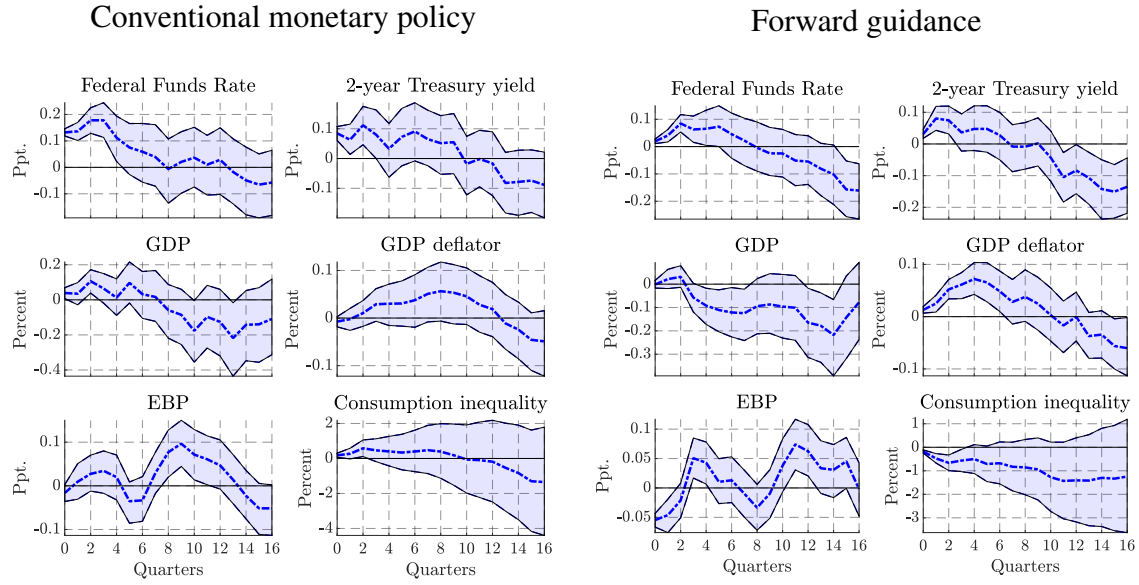 Conventional monetary policy
Forward guidance
Federal Funds Rate
2-year Treasury yield
Ppt.
0.2
0.1
0
-0.1
0.1
0
-0.1
GDP
GDP deflator
Percent
0.2
0
-0.2
-0.4
0.1
0
-0.1
EBP
Consumption inequality
Ppt.
0.1
0
-0.1
2
0
-2
-4
0 2 4 6 8 10 12 14 16
0 2 4 6 8 10 12 14 16
Quarters
Quarters
Federal Funds Rate
2-year Treasury yield
Ppt.
0.1
0
-0.1
-0.2
Ppt.
0.1
0
-0.1
-0.2
GDP
GDP deflator
Percent
0
-0.1
-0.2
-0.3
Percent
0.1
0
-0.1
EBP
Consumption inequality
Ppt.
0.1
0.05
0
-0.05
Percent
0
-1
-2
-3
0 2 4 6 8 10 12 14 16
0 2 4 6 8 10 12 14 16
Quarters
Quarters